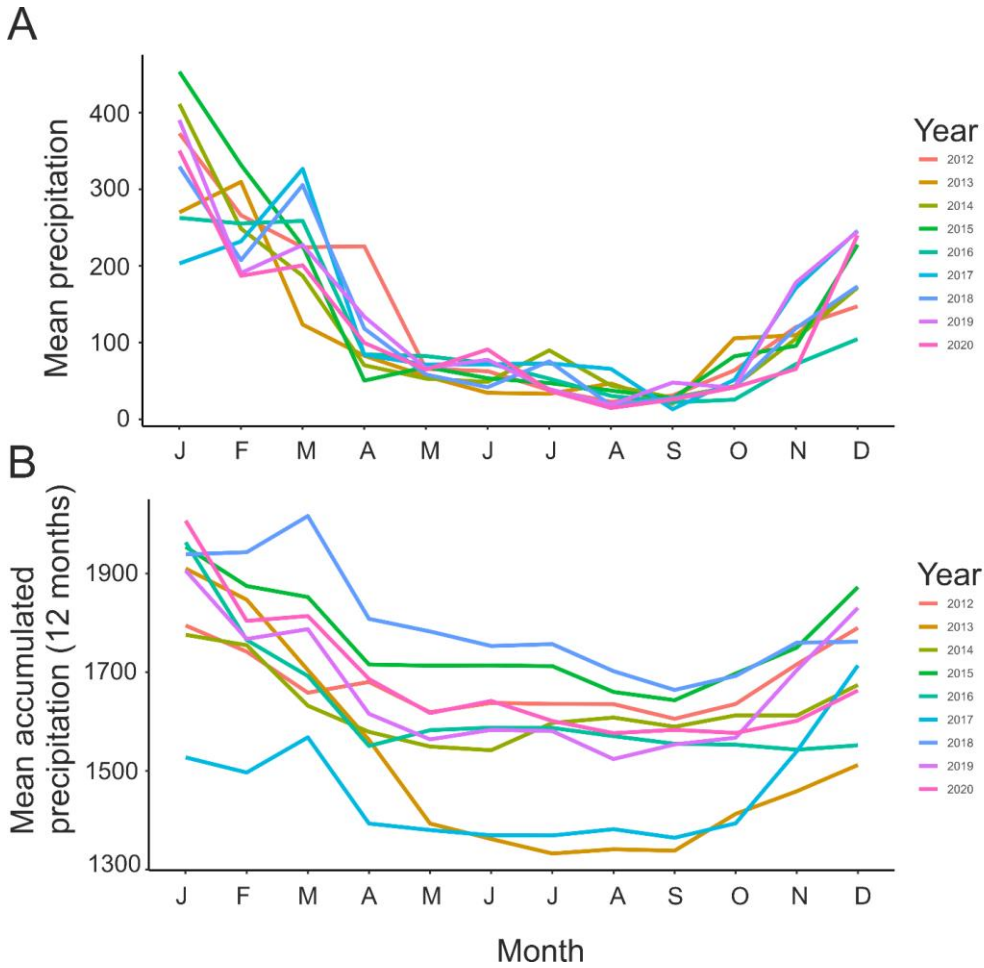 A
Mean precipitation
400
300
200
100
0
J F M A M J J A S O N D
Year
2012
2013
2014
2015
2016
2017
2018
2019
2020
B
Mean accumulated
precipitation (12 months)
1900
1700
1500
1300
J F M A M J J A S O N D
Month
Year
2012
2013
2014
2015
2016
2017
2018
2019
2020